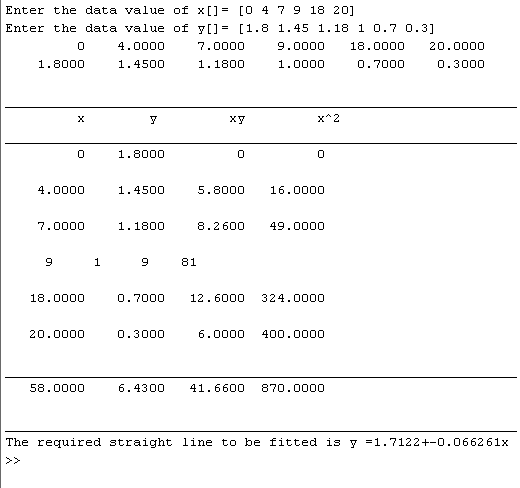 Enter the data value of x[]= [0 4 7 9 18 20]
Enter the data value of y[]= [1.8 1.45 1.18 1 0.7 0.3]
0 4.0000 7.0000 9.0000 18.0000 20.0000
1.8000 1.4500 1.1800 1.0000 0.7000 0.3000
x y xy x^2
0 1.8000 0 0
4.0000 1.4500 5.8000 16.0000
7.0000 1.1800 8.2600 49.0000
9 1 9 81
18.0000 0.7000 12.6000 324.0000
20.0000 0.3000 6.0000 400.0000
58.0000 6.4300 41.6600 870.0000
The required straight line to be fitted is y =1.7122+-0.066261x
>>